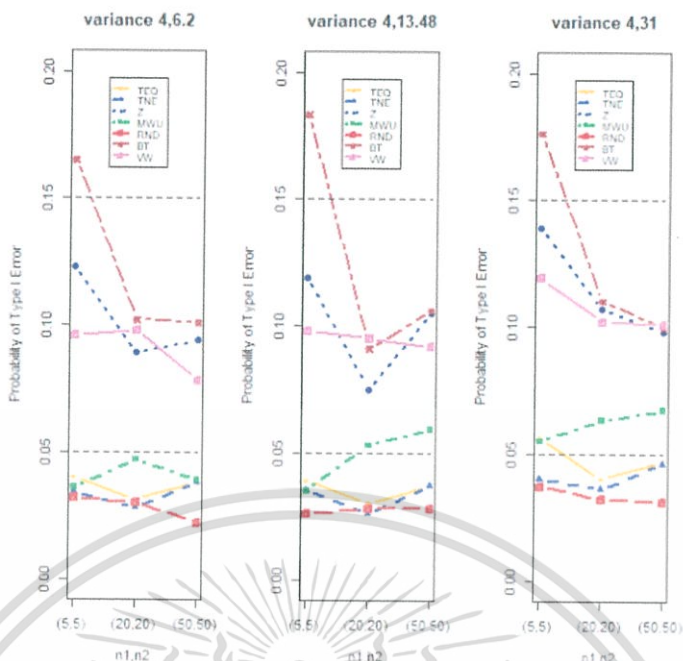 variance 4,6.2
Probability of Type I Error
0.20
0.15
0.10
0.05
0.00
TEQ
TNE
Z
MWU
RND
BT
VW
(5,5) (20,20) (50,50)
n1,n2
variance 4,13.48
Probability of Type I Error
0.20
0.15
0.10
0.05
0.00
TEQ
TNE
Z
MWU
RND
BT
VW
(5,5) (20,20) (50,50)
n1,n2
variance 4,31
Probability of Type I Error
0.20
0.15
0.10
0.05
0.00
TEQ
TNE
Z
MWU
RND
BT
VW
(5,5) (20,20) (50,50)
n1,n2